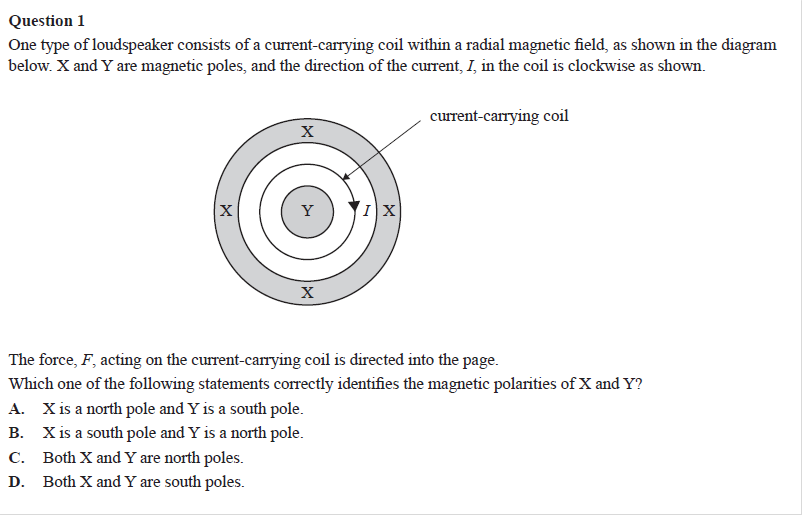 Question 1
One type of loudspeaker consists of a current-carrying coil within a radial magnetic field, as shown in the diagram
below. X and Y are magnetic poles, and the direction of the current, I, in the coil is clockwise as shown.
current-carrying coil
X
X Y I X
X
The force, F, acting on the current-carrying coil is directed into the page.
Which one of the following statements correctly identifies the magnetic polarities of X and Y?
A. X is a north pole and Y is a south pole.
B. X is a south pole and Y is a north pole.
C. Both X and Y are north poles.
D. Both X and Y are south poles.